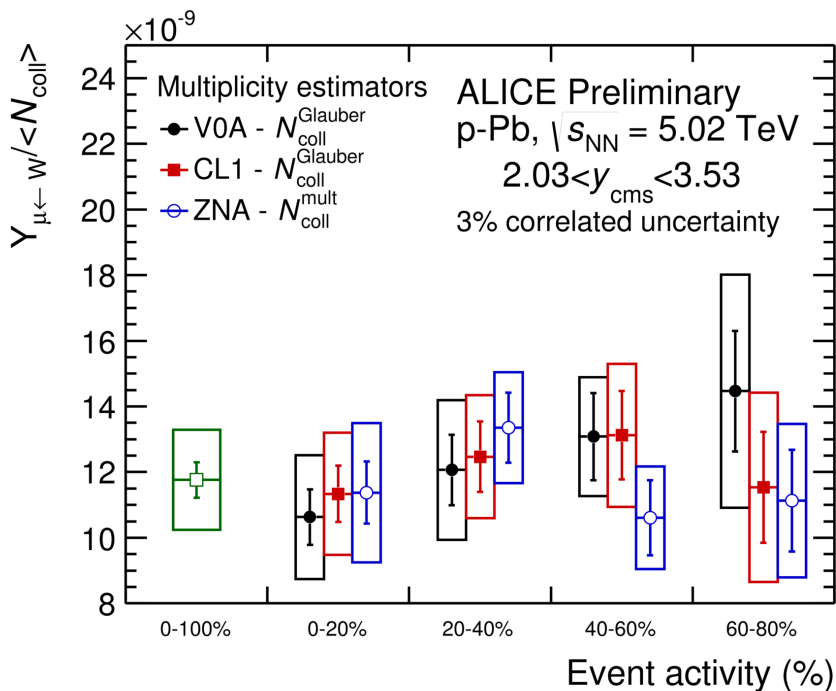 ×10⁻⁹
Y_μ← W/<N_coll>
24
22
20
18
16
14
12
10
8
Multiplicity estimators
V0A - N_coll^Glauber
CL1 - N_coll^Glauber
ZNA - N_coll^mult
ALICE Preliminary
p-Pb, √s_NN = 5.02 TeV
2.03<y_cms<3.53
3% correlated uncertainty
0-100% 0-20% 20-40% 40-60% 60-80%
Event activity (%)